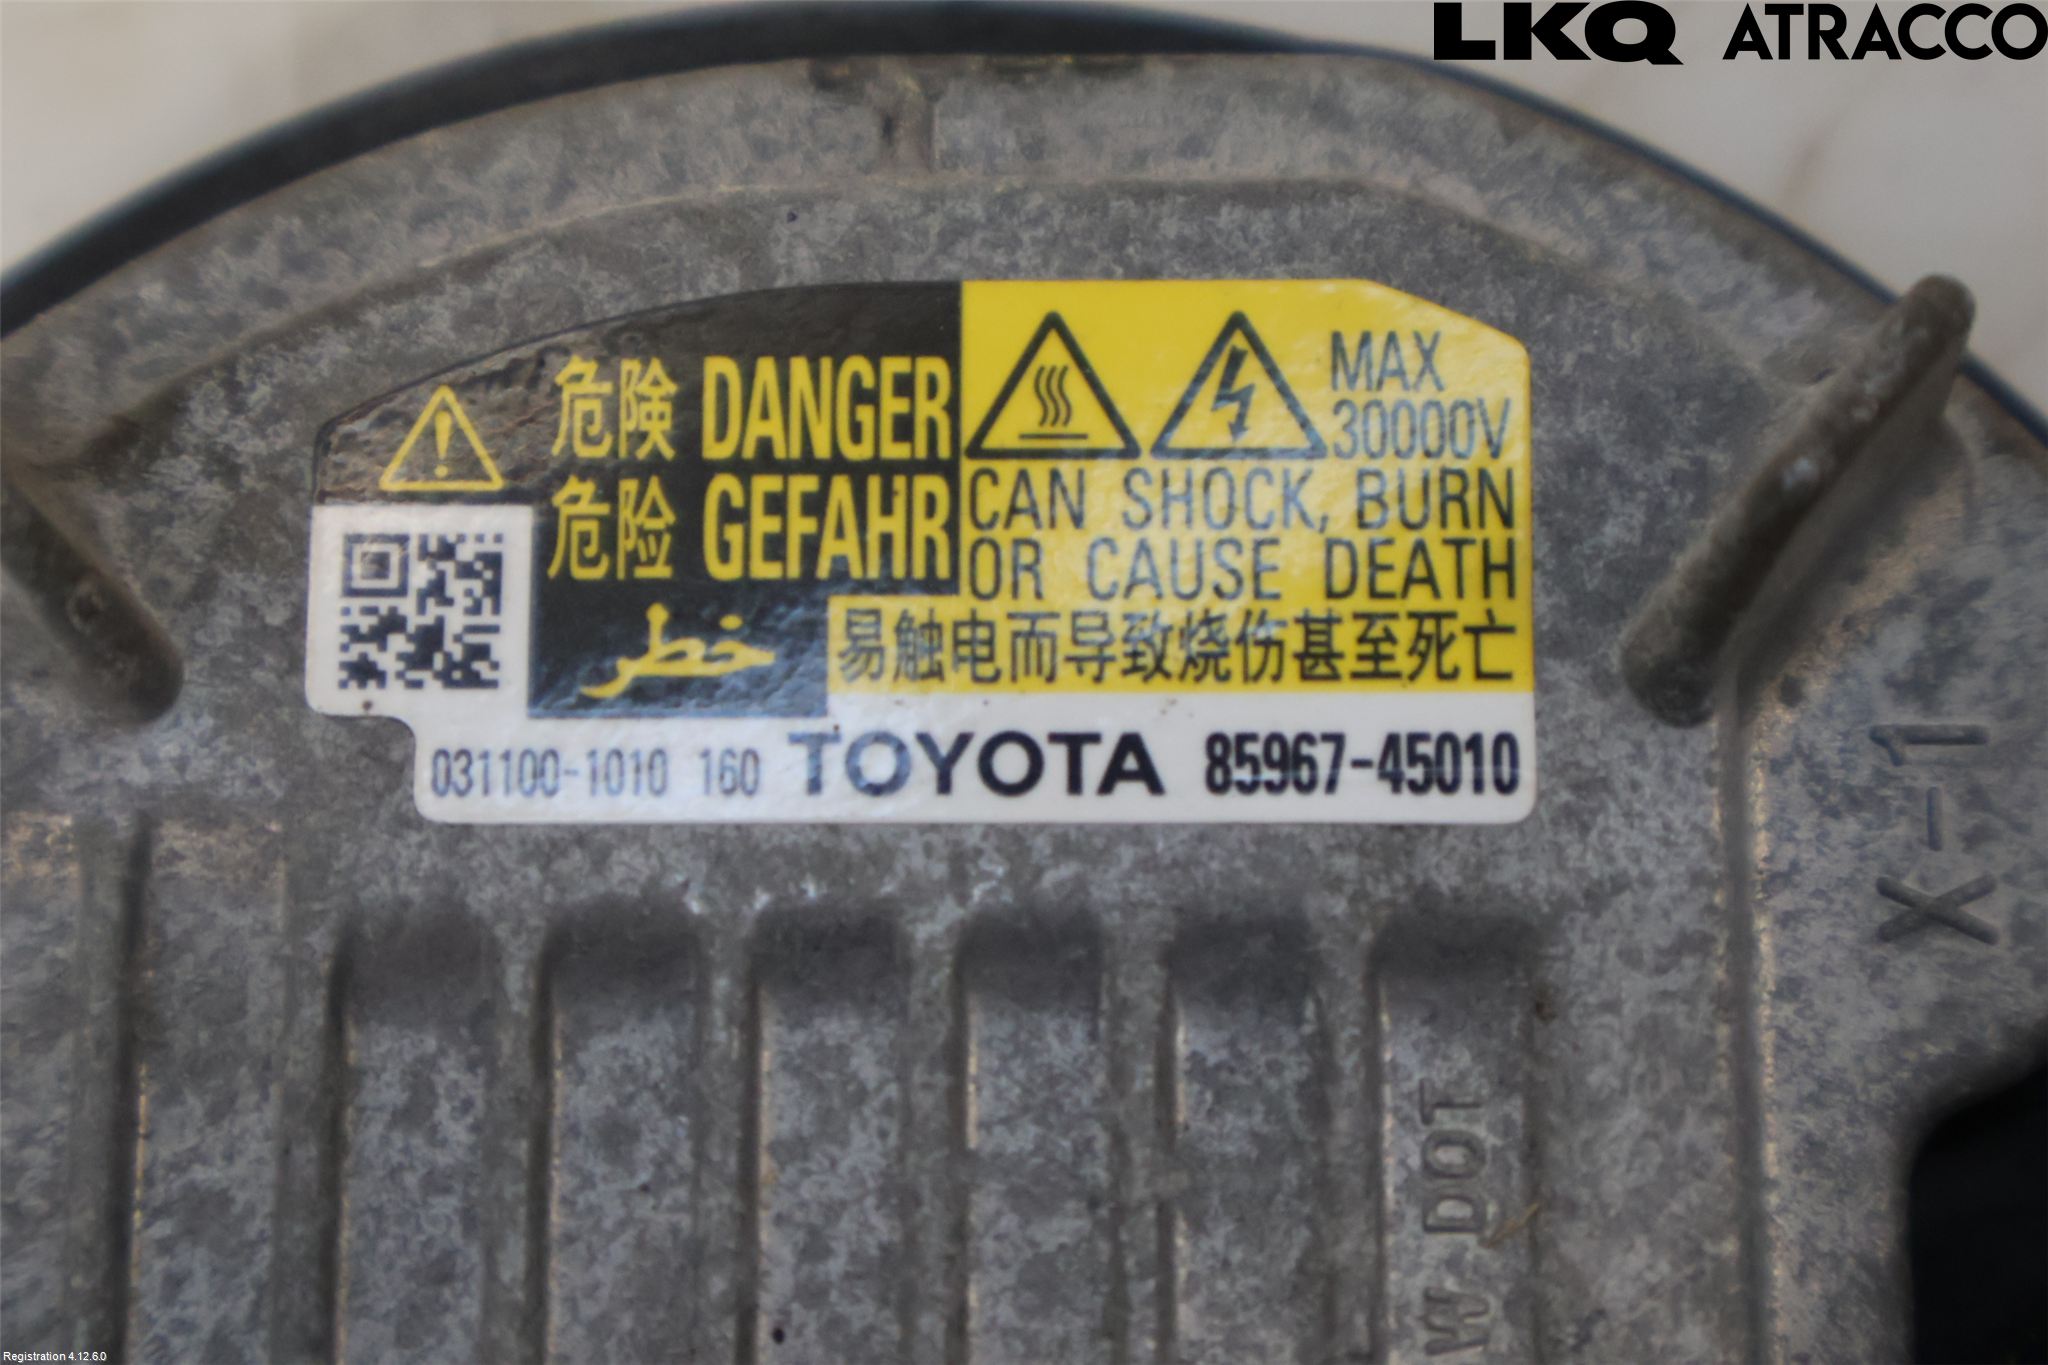 LKQ ATRACCO
危険 DANGER
危险 GEFAHR
خطر
MAX
30000V
CAN SHOCK, BURN
OR CAUSE DEATH
易触电而导致烧伤甚至死亡
031100-1010 160 TOYOTA 85967-45010
X-1
W DOT
Registration 4.12.6.0